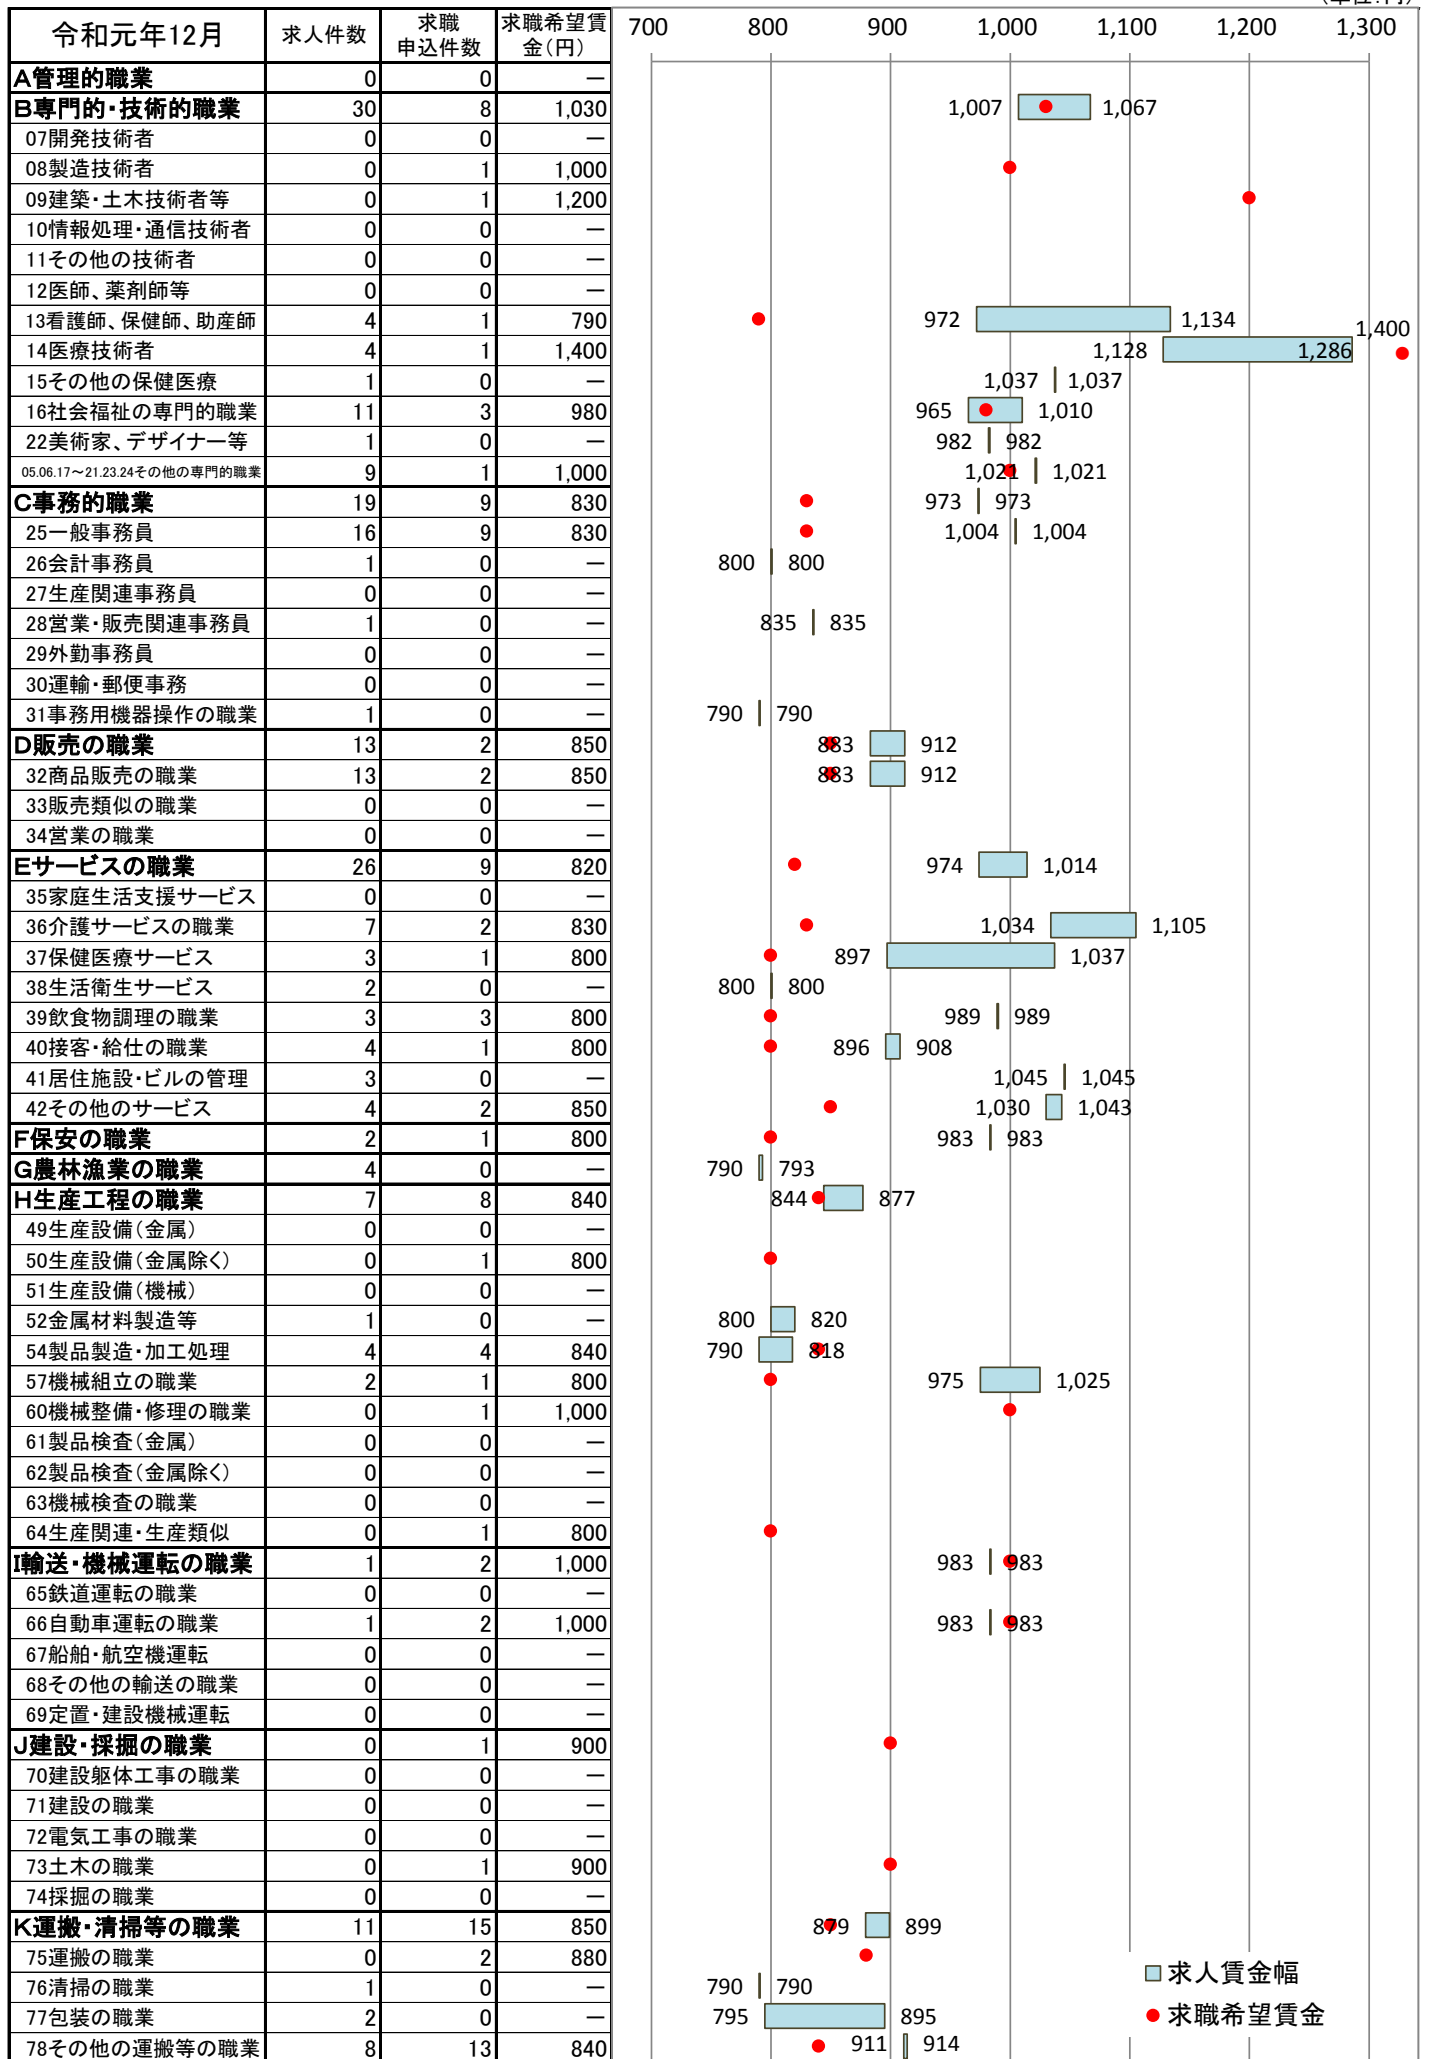 令和元年12月 求人件数 求職申込件数 求職希望賃金(円) 700 800 900 1,000 1,100 1,200 1,300
A管理的職業 0 0 ―
B専門的・技術的職業 30 8 1,030 1,007 1,067
07開発技術者 0 0 ―
08製造技術者 0 1 1,000
09建築・土木技術者等 0 1 1,200
10情報処理・通信技術者 0 0 ―
11その他の技術者 0 0 ―
12医師、薬剤師等 0 0 ―
13看護師、保健師、助産師 4 1 790 972 1,134
14医療技術者 4 1 1,400 1,128 1,286 1,400
15その他の保健医療 1 0 ― 1,037 1,037
16社会福祉の専門的職業 11 3 980 965 1,010
22美術家、デザイナー等 1 0 ― 982 982
05.06.17～21.23.24その他の専門的職業 9 1 1,000 1,021 1,021
C事務的職業 19 9 830 973 973
25一般事務員 16 9 830 1,004 1,004
26会計事務員 1 0 ― 800 800
27生産関連事務員 0 0 ―
28営業・販売関連事務員 1 0 ― 835 835
29外勤事務員 0 0 ―
30運輸・郵便事務 0 0 ―
31事務用機器操作の職業 1 0 ― 790 790
D販売の職業 13 2 850 883 912
32商品販売の職業 13 2 850 883 912
33販売類似の職業 0 0 ―
34営業の職業 0 0 ―
Eサービスの職業 26 9 820 974 1,014
35家庭生活支援サービス 0 0 ―
36介護サービスの職業 7 2 830 1,034 1,105
37保健医療サービス 3 1 800 897 1,037
38生活衛生サービス 2 0 ― 800 800
39飲食物調理の職業 3 3 800 989 989
40接客・給仕の職業 4 1 800 896 908
41居住施設・ビルの管理 3 0 ― 1,045 1,045
42その他のサービス 4 2 850 1,030 1,043
F保安の職業 2 1 800 983 983
G農林漁業の職業 4 0 ― 790 793
H生産工程の職業 7 8 840 844 877
49生産設備(金属) 0 0 ―
50生産設備(金属除く) 0 1 800
51生産設備(機械) 0 0 ―
52金属材料製造等 1 0 ― 800 820
54製品製造・加工処理 4 4 840 790 818
57機械組立の職業 2 1 800 975 1,025
60機械整備・修理の職業 0 1 1,000
61製品検査(金属) 0 0 ―
62製品検査(金属除く) 0 0 ―
63機械検査の職業 0 0 ―
64生産関連・生産類似 0 1 800
I輸送・機械運転の職業 1 2 1,000 983 983
65鉄道運転の職業 0 0 ―
66自動車運転の職業 1 2 1,000 983 983
67船舶・航空機運転 0 0 ―
68その他の輸送の職業 0 0 ―
69定置・建設機械運転 0 0 ―
J建設・採掘の職業 0 1 900
70建設躯体工事の職業 0 0 ―
71建設の職業 0 0 ―
72電気工事の職業 0 0 ―
73土木の職業 0 1 900
74採掘の職業 0 0 ―
K運搬・清掃等の職業 11 15 850 879 899
75運搬の職業 0 2 880
76清掃の職業 1 0 ― 790 790
77包装の職業 2 0 ― 795 895
78その他の運搬等の職業 8 13 840 911 914
求人賃金幅
求職希望賃金